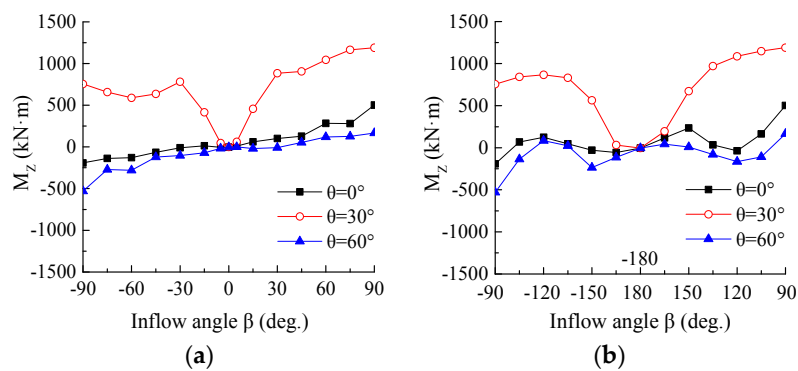 1500
1000
500
0
-500
-1000
-1500
M_Z (kN·m)
θ=0°
θ=30°
θ=60°
-90 -60 -30 0 30 60 90
Inflow angle β (deg.)
(a)
1500
1000
500
0
-500
-1000
-1500
M_Z (kN·m)
θ=0°
θ=30°
θ=60°
-180
-90 -120 -150 180 150 120 90
Inflow angle β (deg.)
(b)